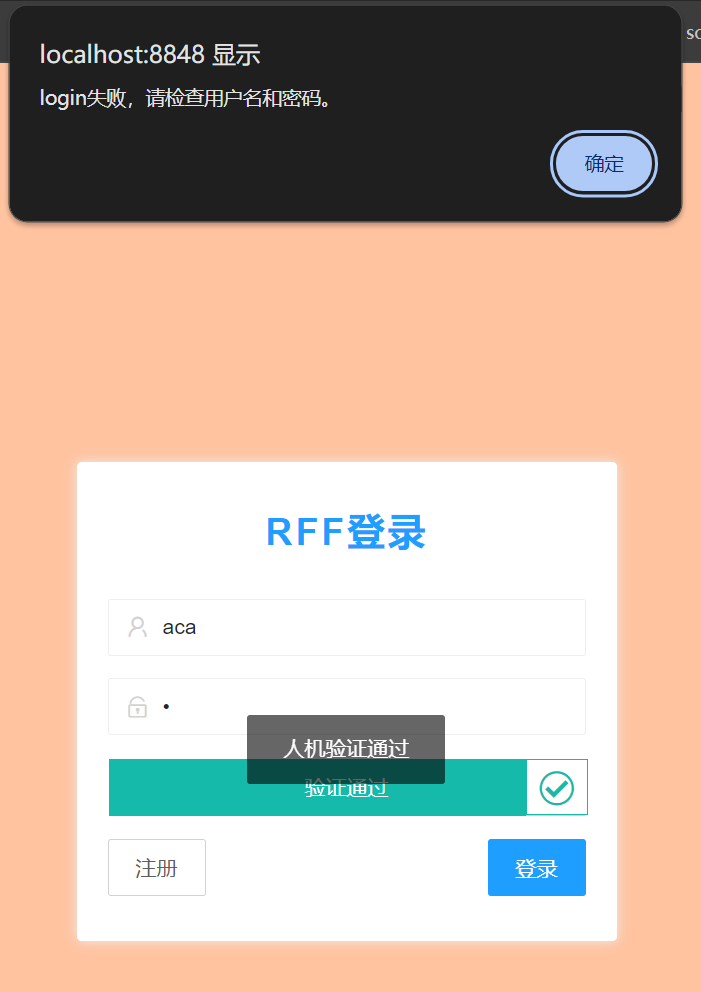 localhost:8848 显示
login失败，请检查用户名和密码。
确定
RFF登录
aca
•
人机验证通过
验证通过
注册
登录